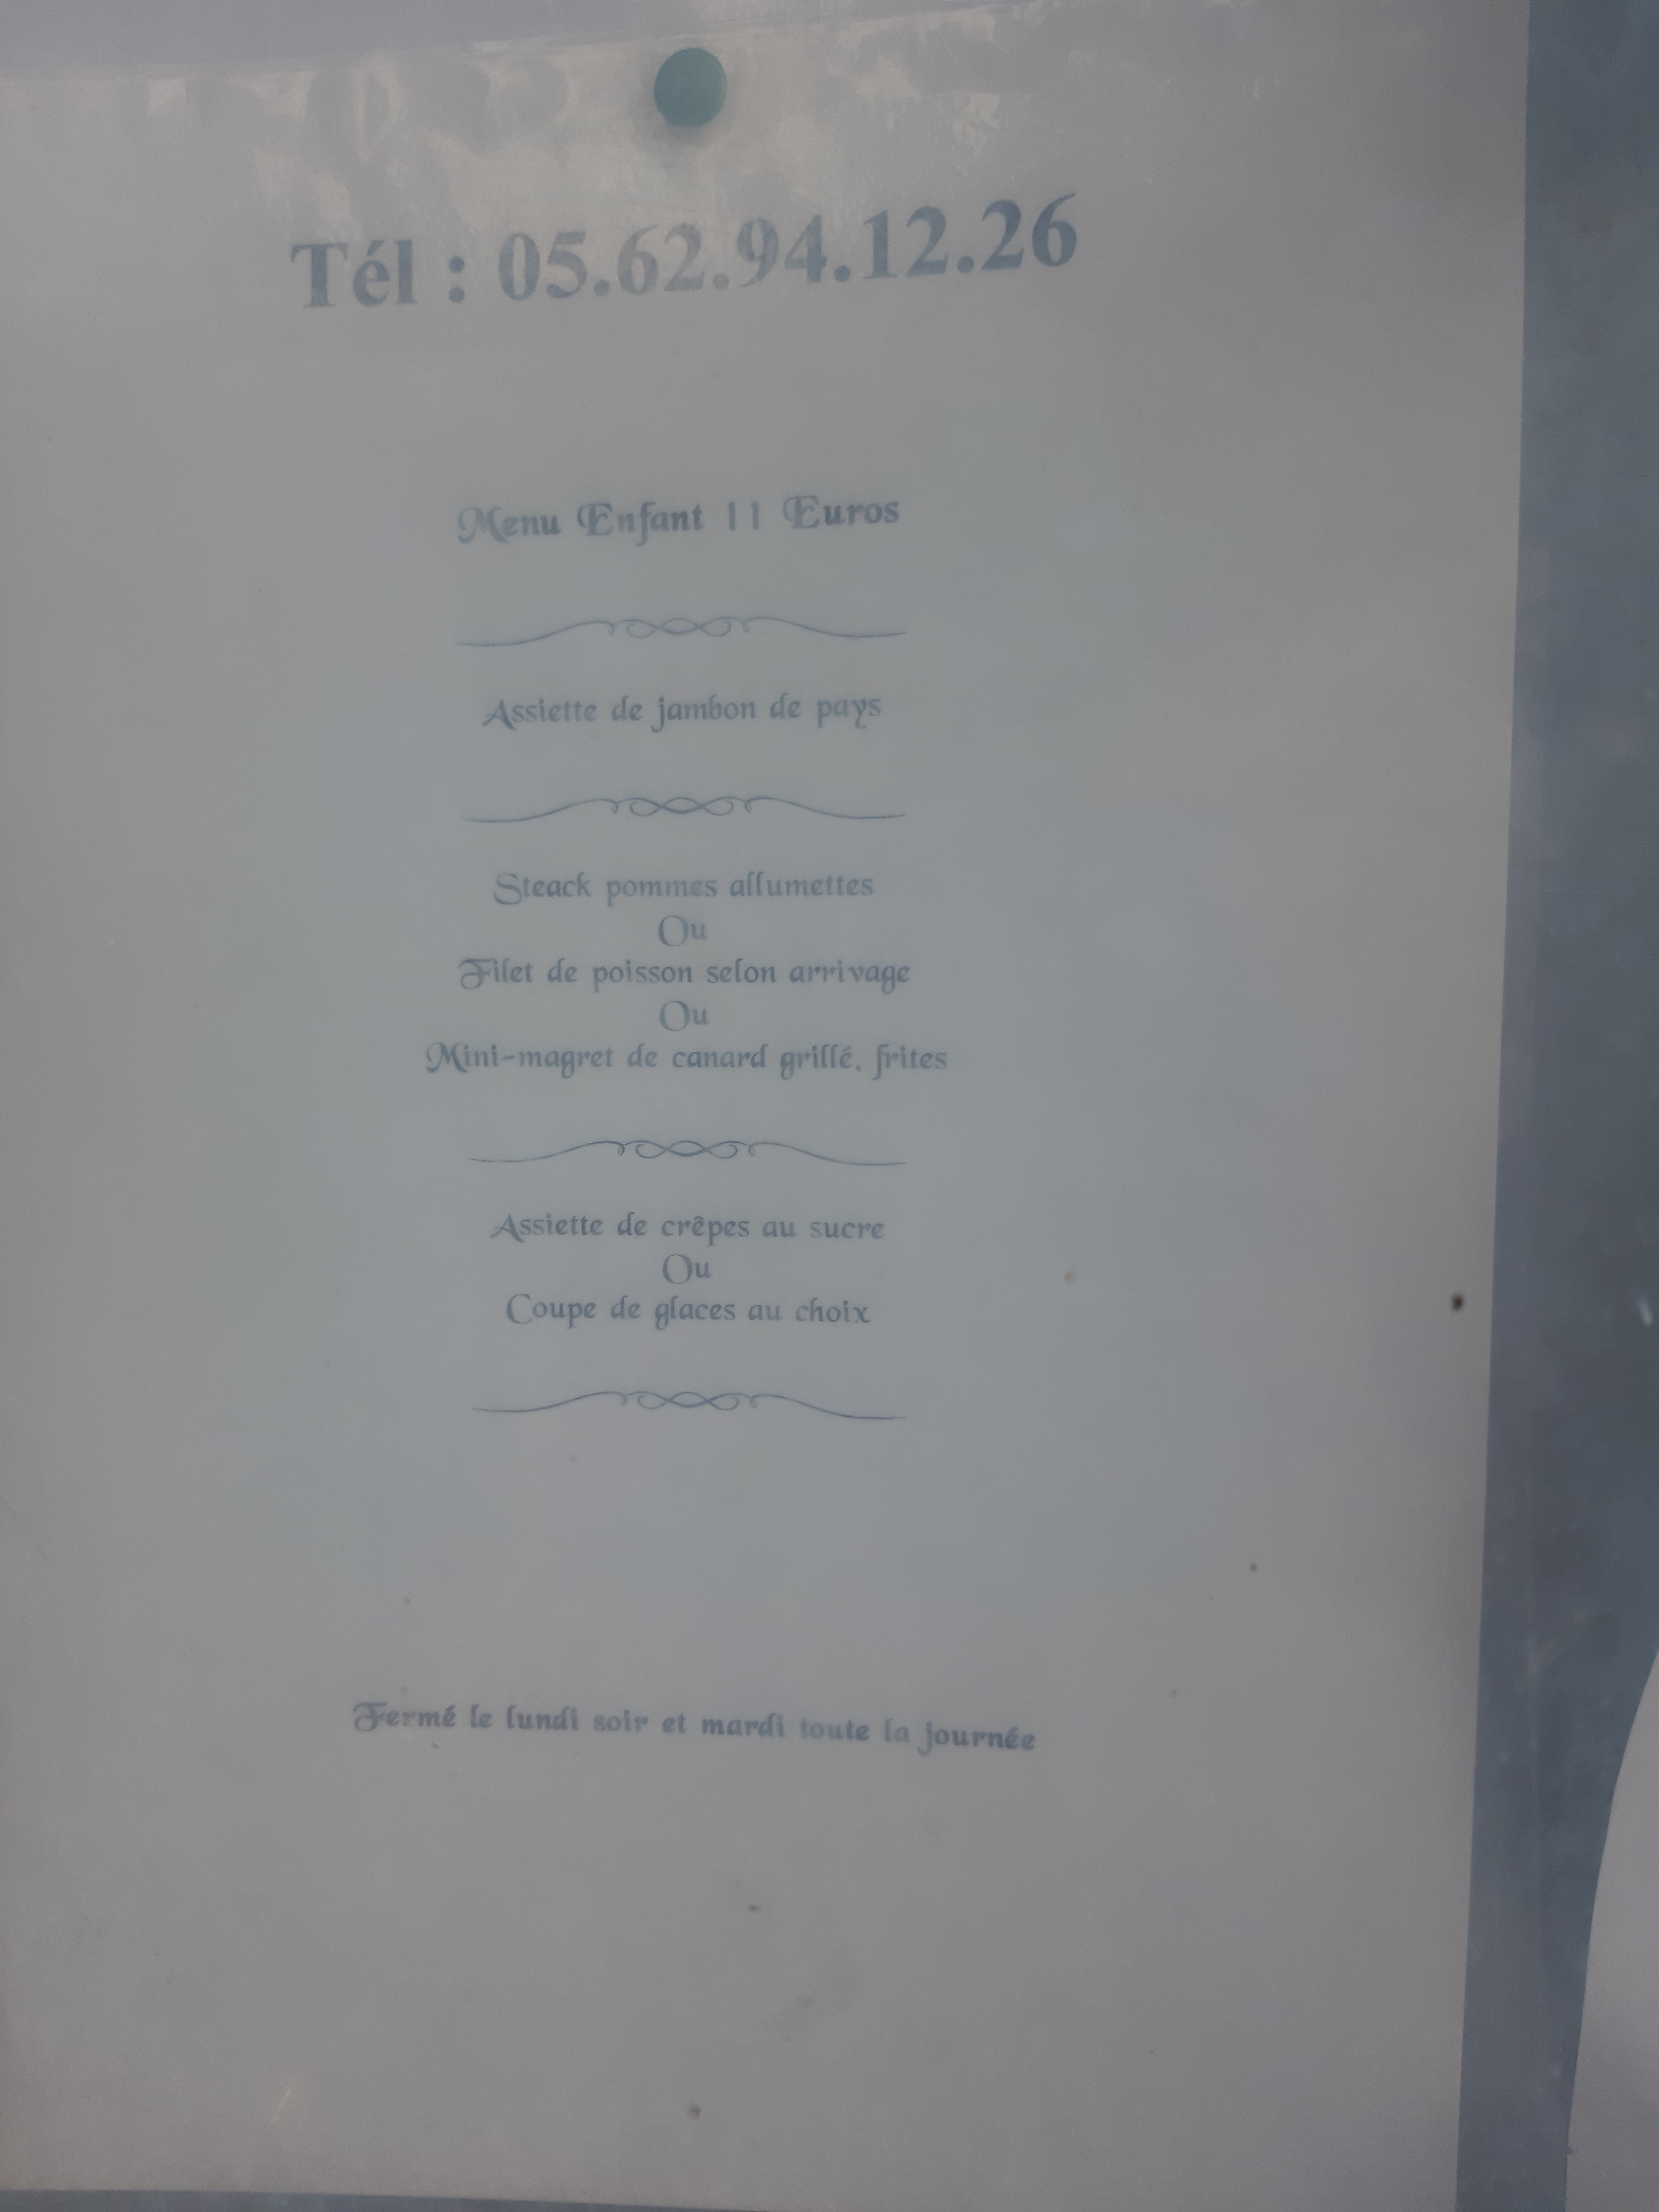 Tél : 05.62.94.12.26
Menu Enfant 11 Euros
Assiette de jambon de pays
Steack pommes allumettes
Ou
Filet de poisson selon arrivage
Ou
Mini-magret de canard grillé, frites
Assiette de crêpes au sucre
Ou
Coupe de glaces au choix
Fermé le lundi soir et mardi toute la journée